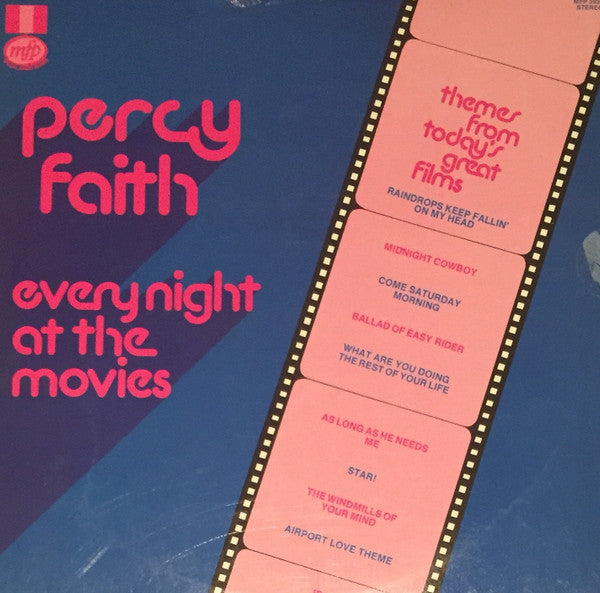 mfp
STEREO
percy
faith
every night
at the
movies
themes
from
today's
great
films
RAINDROPS KEEP FALLIN'
ON MY HEAD
MIDNIGHT COWBOY
COME SATURDAY
MORNING
BALLAD OF EASY RIDER
WHAT ARE YOU DOING
THE REST OF YOUR LIFE
AS LONG AS HE NEEDS
ME
STAR!
THE WINDMILLS OF
YOUR MIND
AIRPORT LOVE THEME